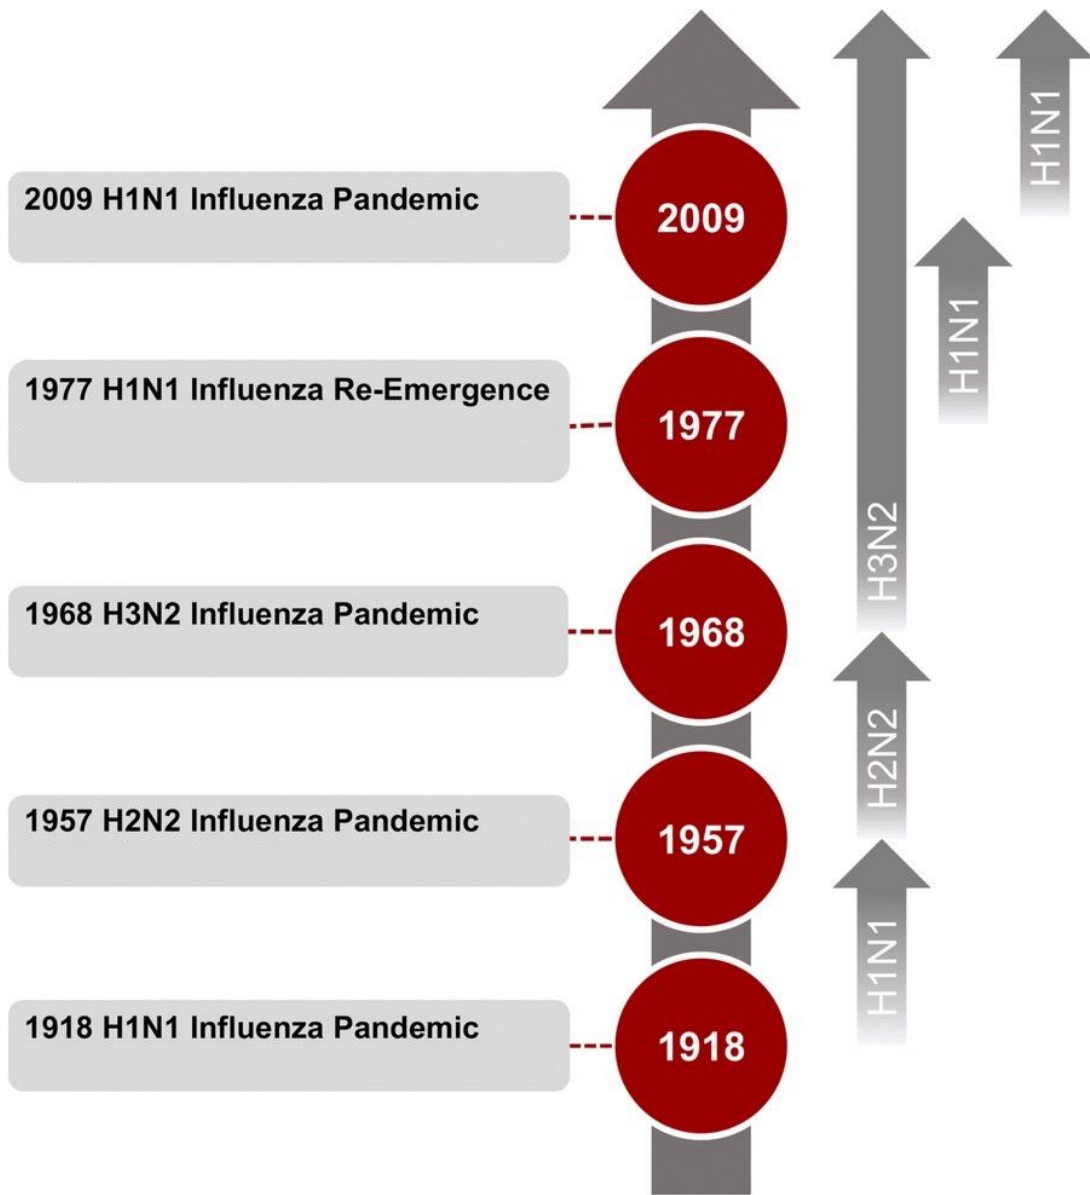 2009 H1N1 Influenza Pandemic
2009
H1N1
1977 H1N1 Influenza Re-Emergence
1977
H1N1
1968 H3N2 Influenza Pandemic
1968
H3N2
1957 H2N2 Influenza Pandemic
1957
H2N2
1918 H1N1 Influenza Pandemic
1918
H1N1